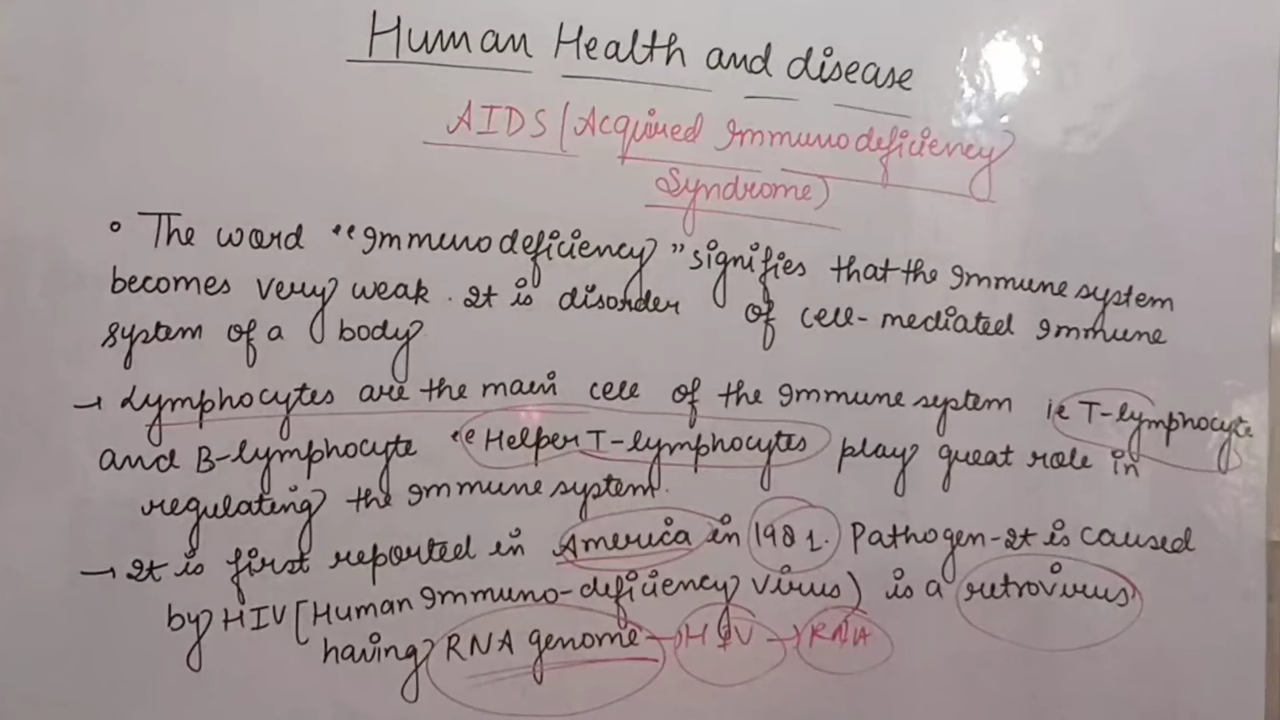 Human Health and disease
AIDS (Acquired Immunodeficiency
Syndrome)
• The word "Immunodeficiency" signifies that the Immune system
becomes very weak. It is disorder of cell-mediated Immune
system of a body
→ Lymphocytes are the main cell of the Immune system ie T-lymphocyte
and B-lymphocyte "Helper T-lymphocytes play great role in
regulating the Immune system.
→ It is first reported in America in 1981. Pathogen-It is caused
by HIV [Human Immuno-deficiency virus) is a retrovirus
having RNA genome → HIV → RNA